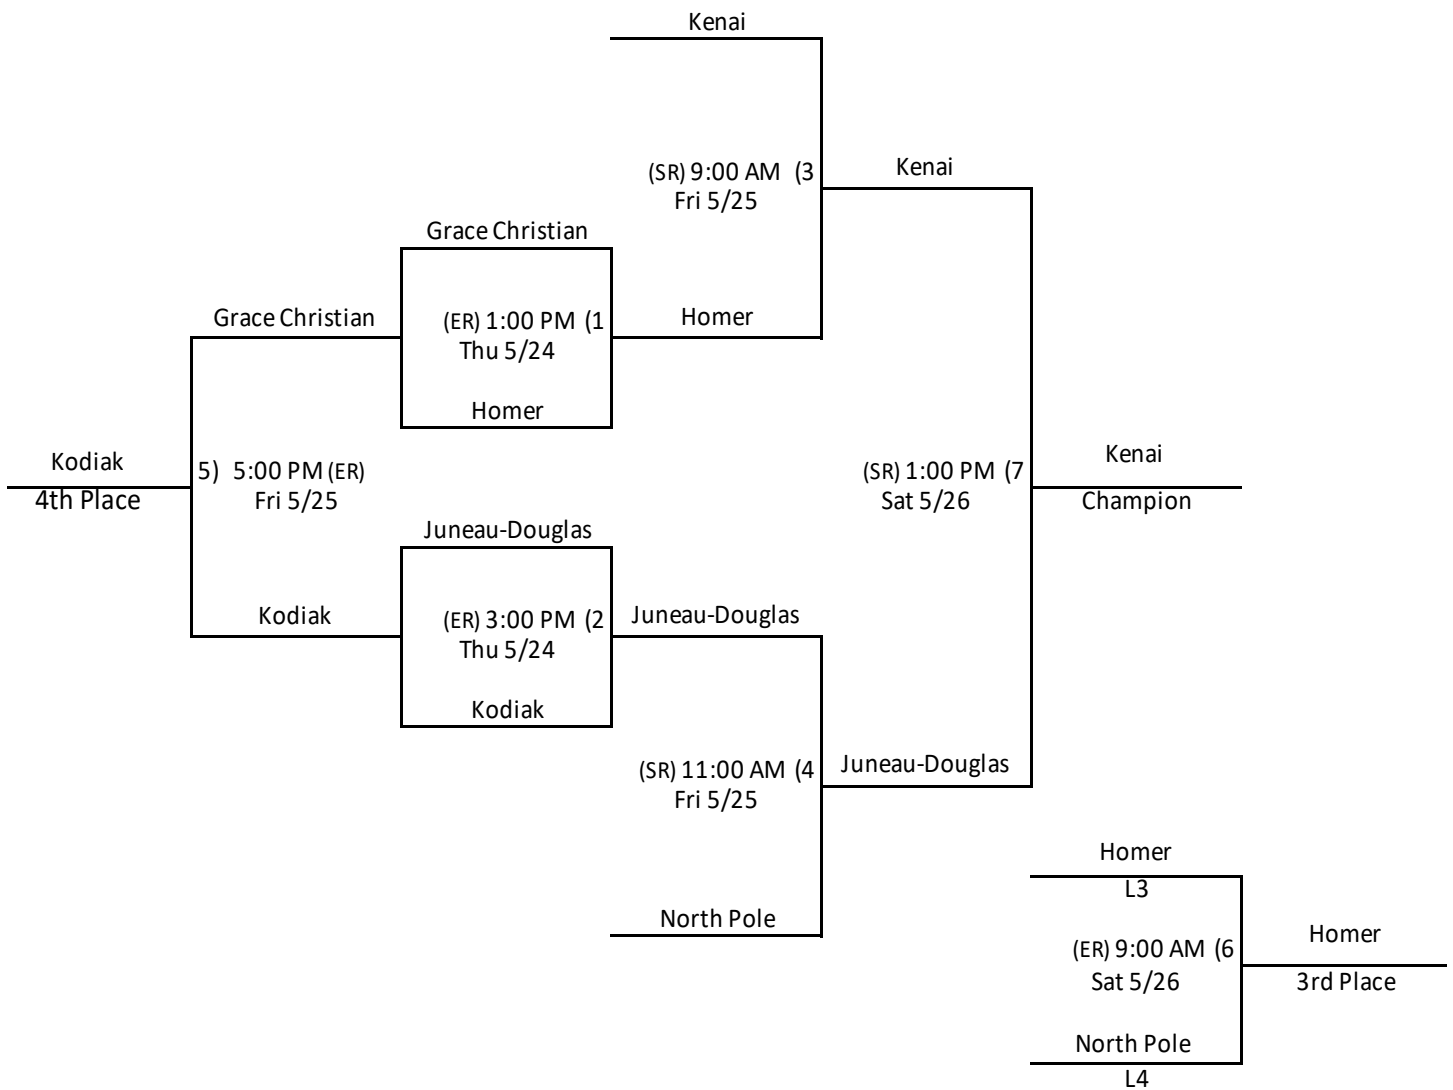 Kenai
(SR) 9:00 AM (3
Fri 5/25
Kenai
Grace Christian
Grace Christian
(ER) 1:00 PM (1
Thu 5/24
Homer
Homer
Kodiak
4th Place
5) 5:00 PM (ER)
Fri 5/25
(SR) 1:00 PM (7
Sat 5/26
Kenai
Champion
Juneau-Douglas
Kodiak
(ER) 3:00 PM (2
Thu 5/24
Juneau-Douglas
Kodiak
(SR) 11:00 AM (4
Fri 5/25
Juneau-Douglas
North Pole
Homer
L3
(ER) 9:00 AM (6
Sat 5/26
Homer
3rd Place
North Pole
L4